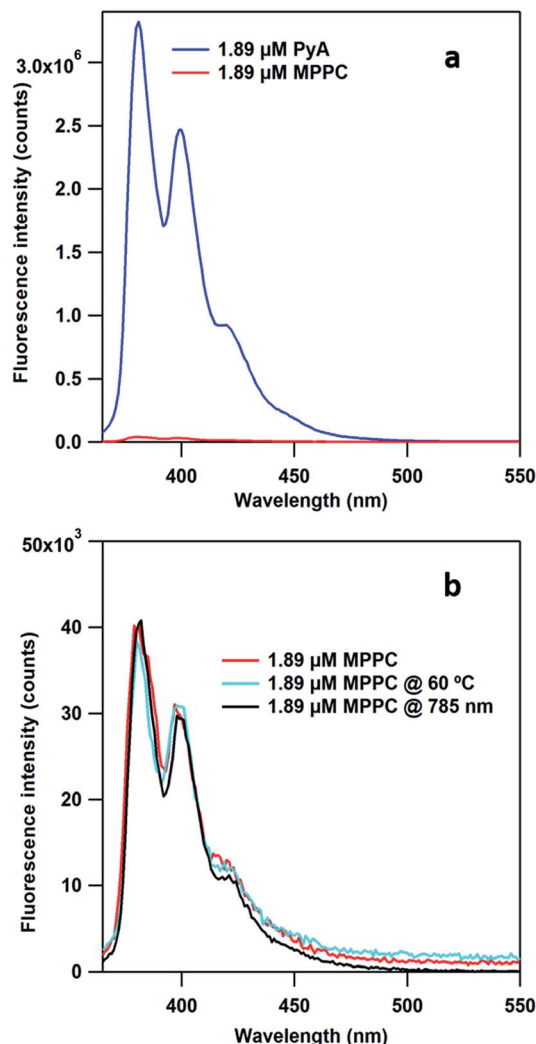 a
1.89 µM PyA
1.89 µM MPPC
Fluorescence intensity (counts)
3.0x10⁶
2.5
2.0
1.5
1.0
0.5
0.0
400 450 500 550
Wavelength (nm)
b
50x10³
40
30
20
10
0
Fluorescence intensity (counts)
1.89 µM MPPC
1.89 µM MPPC @ 60 ºC
1.89 µM MPPC @ 785 nm
400 450 500 550
Wavelength (nm)